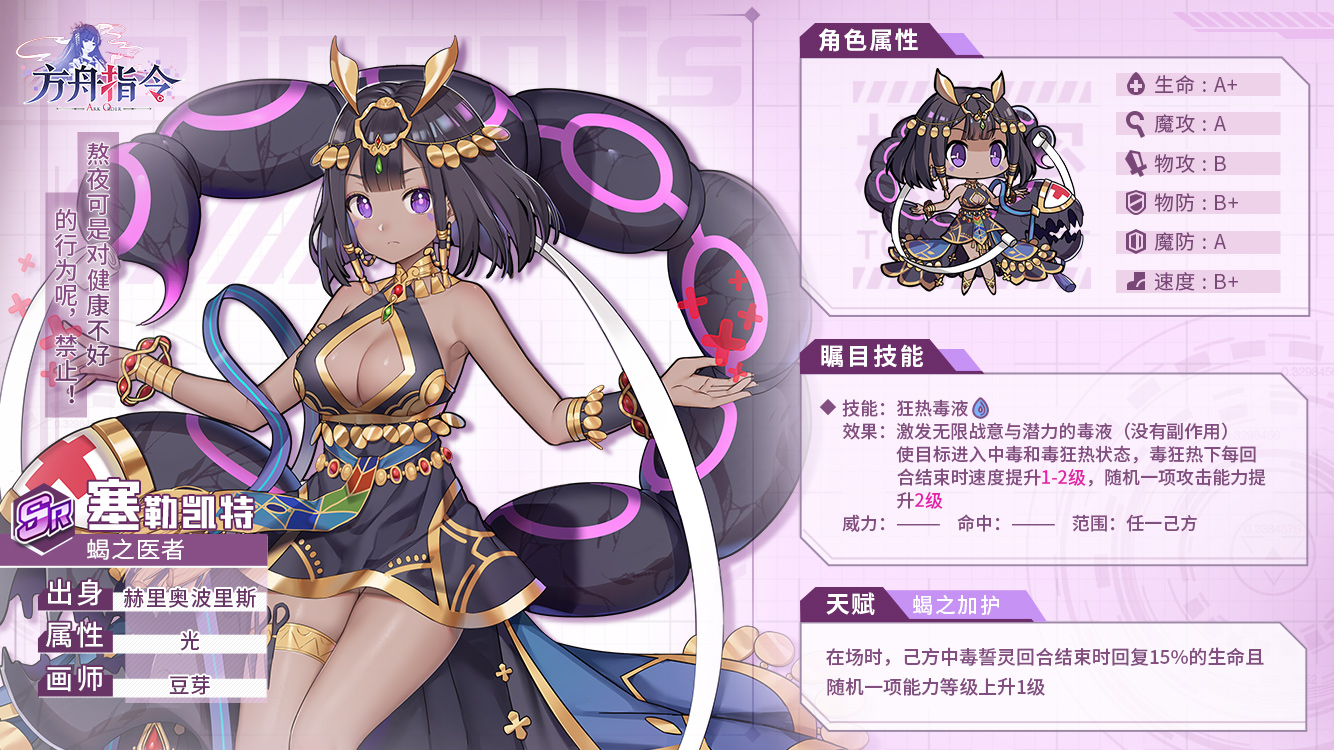 方舟指令
ARK ORDER
熬夜可是对健康不好
的行为呢，禁止！
SR 塞勒凯特
蝎之医者
出身 赫里奥波里斯
属性 光
画师 豆芽
角色属性
生命：A+
魔攻：A
物攻：B
物防：B+
魔防：A
速度：B+
瞩目技能
◆ 技能：狂热毒液
效果：激发无限战意与潜力的毒液（没有副作用）
使目标进入中毒和毒狂热状态，毒狂热下每回
合结束时速度提升1-2级，随机一项攻击能力提
升2级
威力：—— 命中：—— 范围：任一己方
天赋 蝎之加护
在场时，己方中毒誓灵回合结束时回复15%的生命且
随机一项能力等级上升1级